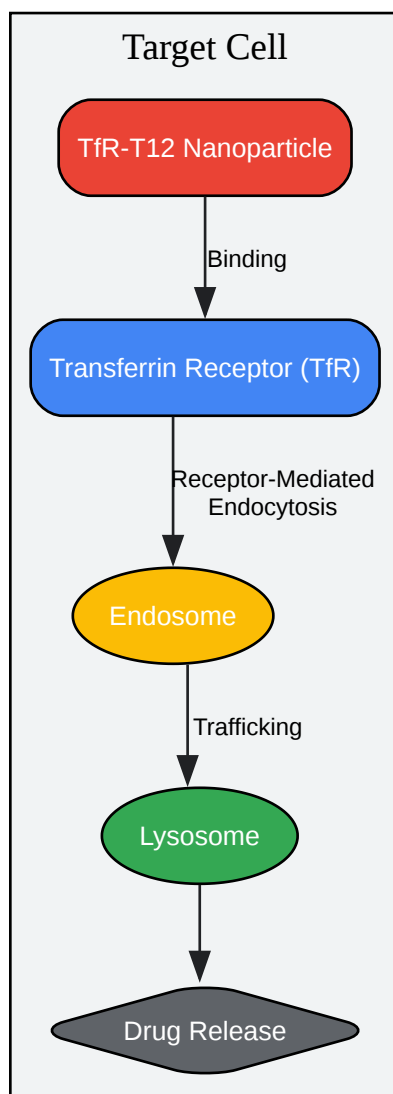 Target Cell
TfR-T12 Nanoparticle
Binding
Transferrin Receptor (TfR)
Receptor-Mediated
Endocytosis
Endosome
Trafficking
Lysosome
Drug Release